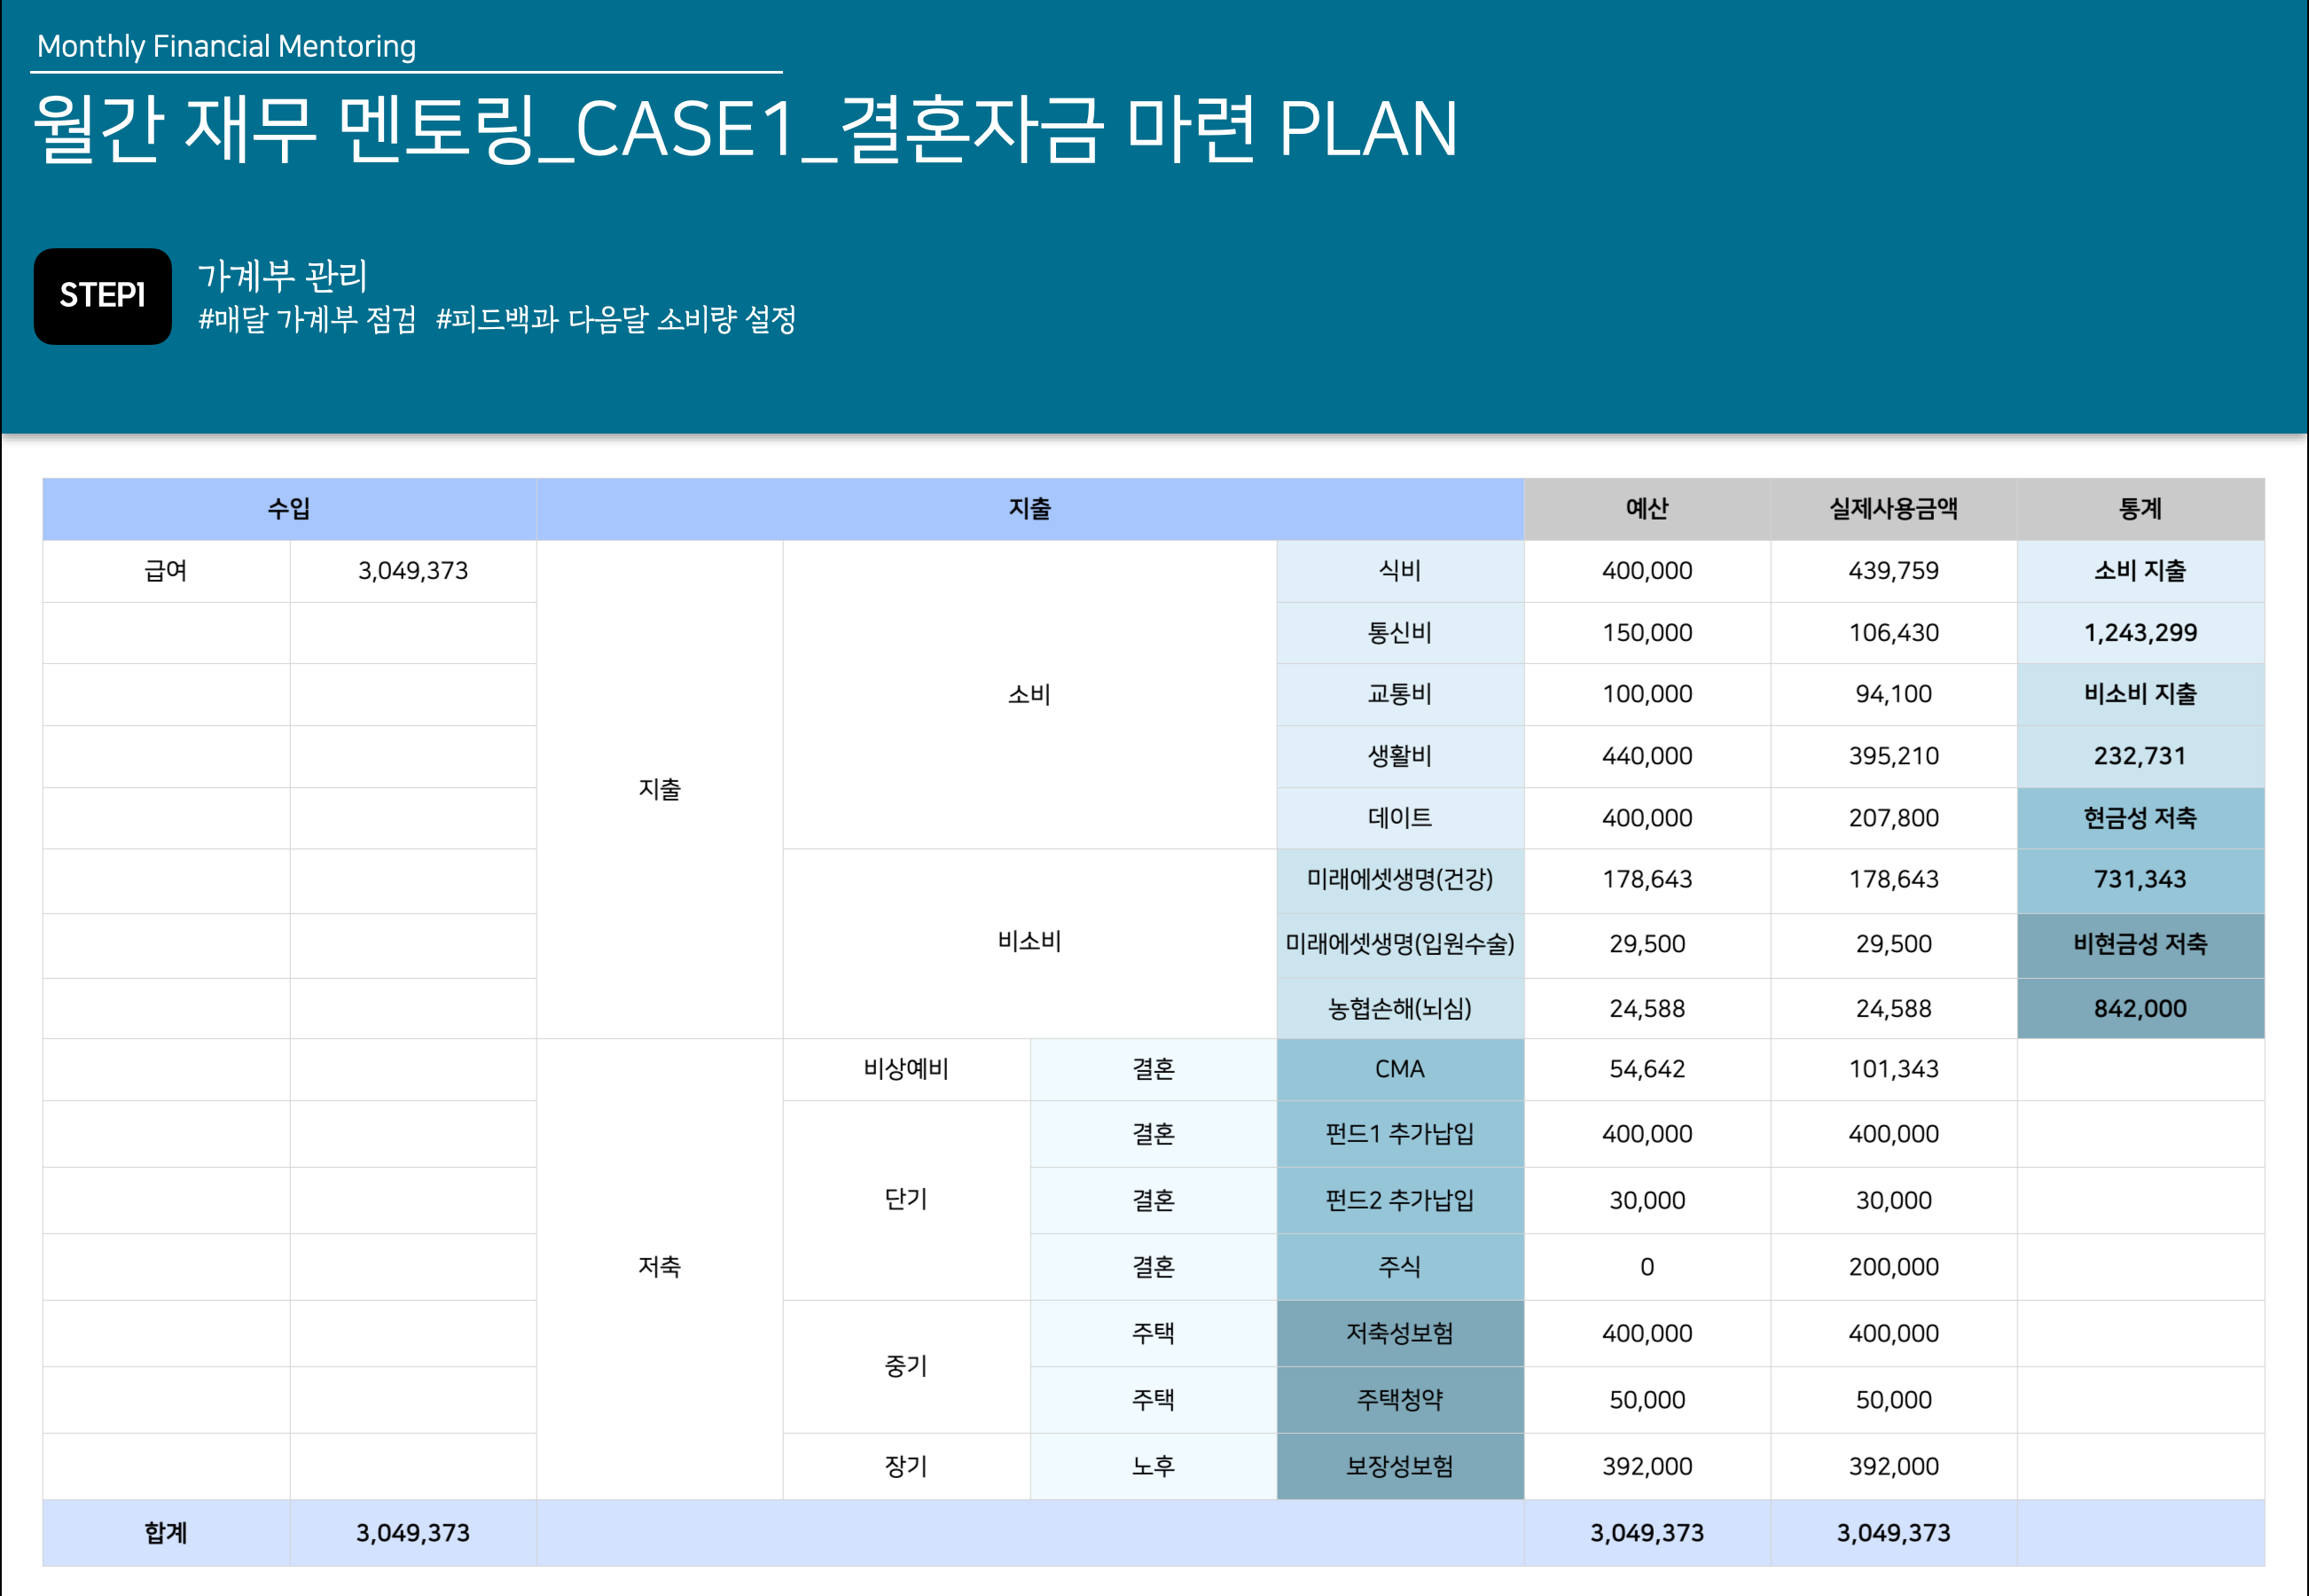 Monthly Financial Mentoring
월간 재무 멘토링_CASE1_결혼자금 마련 PLAN
STEP1
가계부 관리
#매달 가계부 점검 #피드백과 다음달 소비량 설정
수입 지출 예산 실제사용금액 통계
급여 3,049,373 지출 소비 식비 400,000 439,759 소비 지출
통신비 150,000 106,430 1,243,299
교통비 100,000 94,100 비소비 지출
생활비 440,000 395,210 232,731
데이트 400,000 207,800 현금성 저축
비소비 미래에셋생명(건강) 178,643 178,643 731,343
미래에셋생명(입원수술) 29,500 29,500 비현금성 저축
농협손해(뇌심) 24,588 24,588 842,000
저축 비상예비 결혼 CMA 54,642 101,343
단기 결혼 펀드1 추가납입 400,000 400,000
결혼 펀드2 추가납입 30,000 30,000
결혼 주식 0 200,000
중기 주택 저축성보험 400,000 400,000
주택 주택청약 50,000 50,000
장기 노후 보장성보험 392,000 392,000
합계 3,049,373 3,049,373 3,049,373